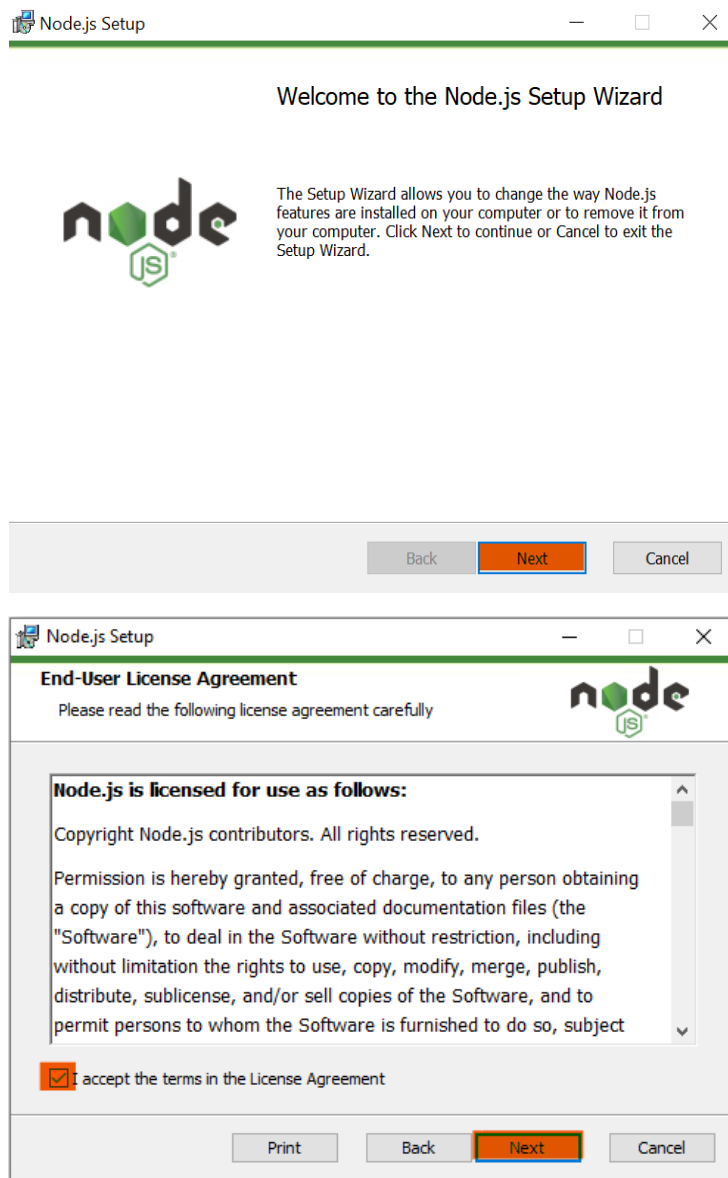 Node.js Setup
Welcome to the Node.js Setup Wizard
node
JS
The Setup Wizard allows you to change the way Node.js
features are installed on your computer or to remove it from
your computer. Click Next to continue or Cancel to exit the
Setup Wizard.
Back Next Cancel
Node.js Setup
End-User License Agreement
Please read the following license agreement carefully
node
JS
Node.js is licensed for use as follows:
Copyright Node.js contributors. All rights reserved.
Permission is hereby granted, free of charge, to any person obtaining
a copy of this software and associated documentation files (the
"Software"), to deal in the Software without restriction, including
without limitation the rights to use, copy, modify, merge, publish,
distribute, sublicense, and/or sell copies of the Software, and to
permit persons to whom the Software is furnished to do so, subject
I accept the terms in the License Agreement
Print Back Next Cancel